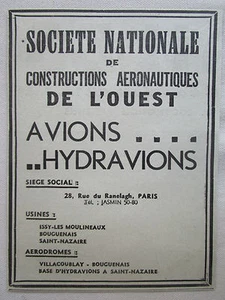 SOCIETE NATIONALE
DE
CONSTRUCTIONS AERONAUTIQUES
DE L'OUEST
AVIONS ....
..HYDRAVIONS
SIEGE SOCIAL :
28, Rue du Ranelagh, PARIS
Tél. : JASMIN 50-80
USINES :
ISSY-LES MOULINEAUX
BOUGUENAIS
SAINT-NAZAIRE
AERODROMES :
VILLACOUBLAY - BOUGUENAIS
BASE D'HYDRAVIONS A SAINT-NAZAIRE